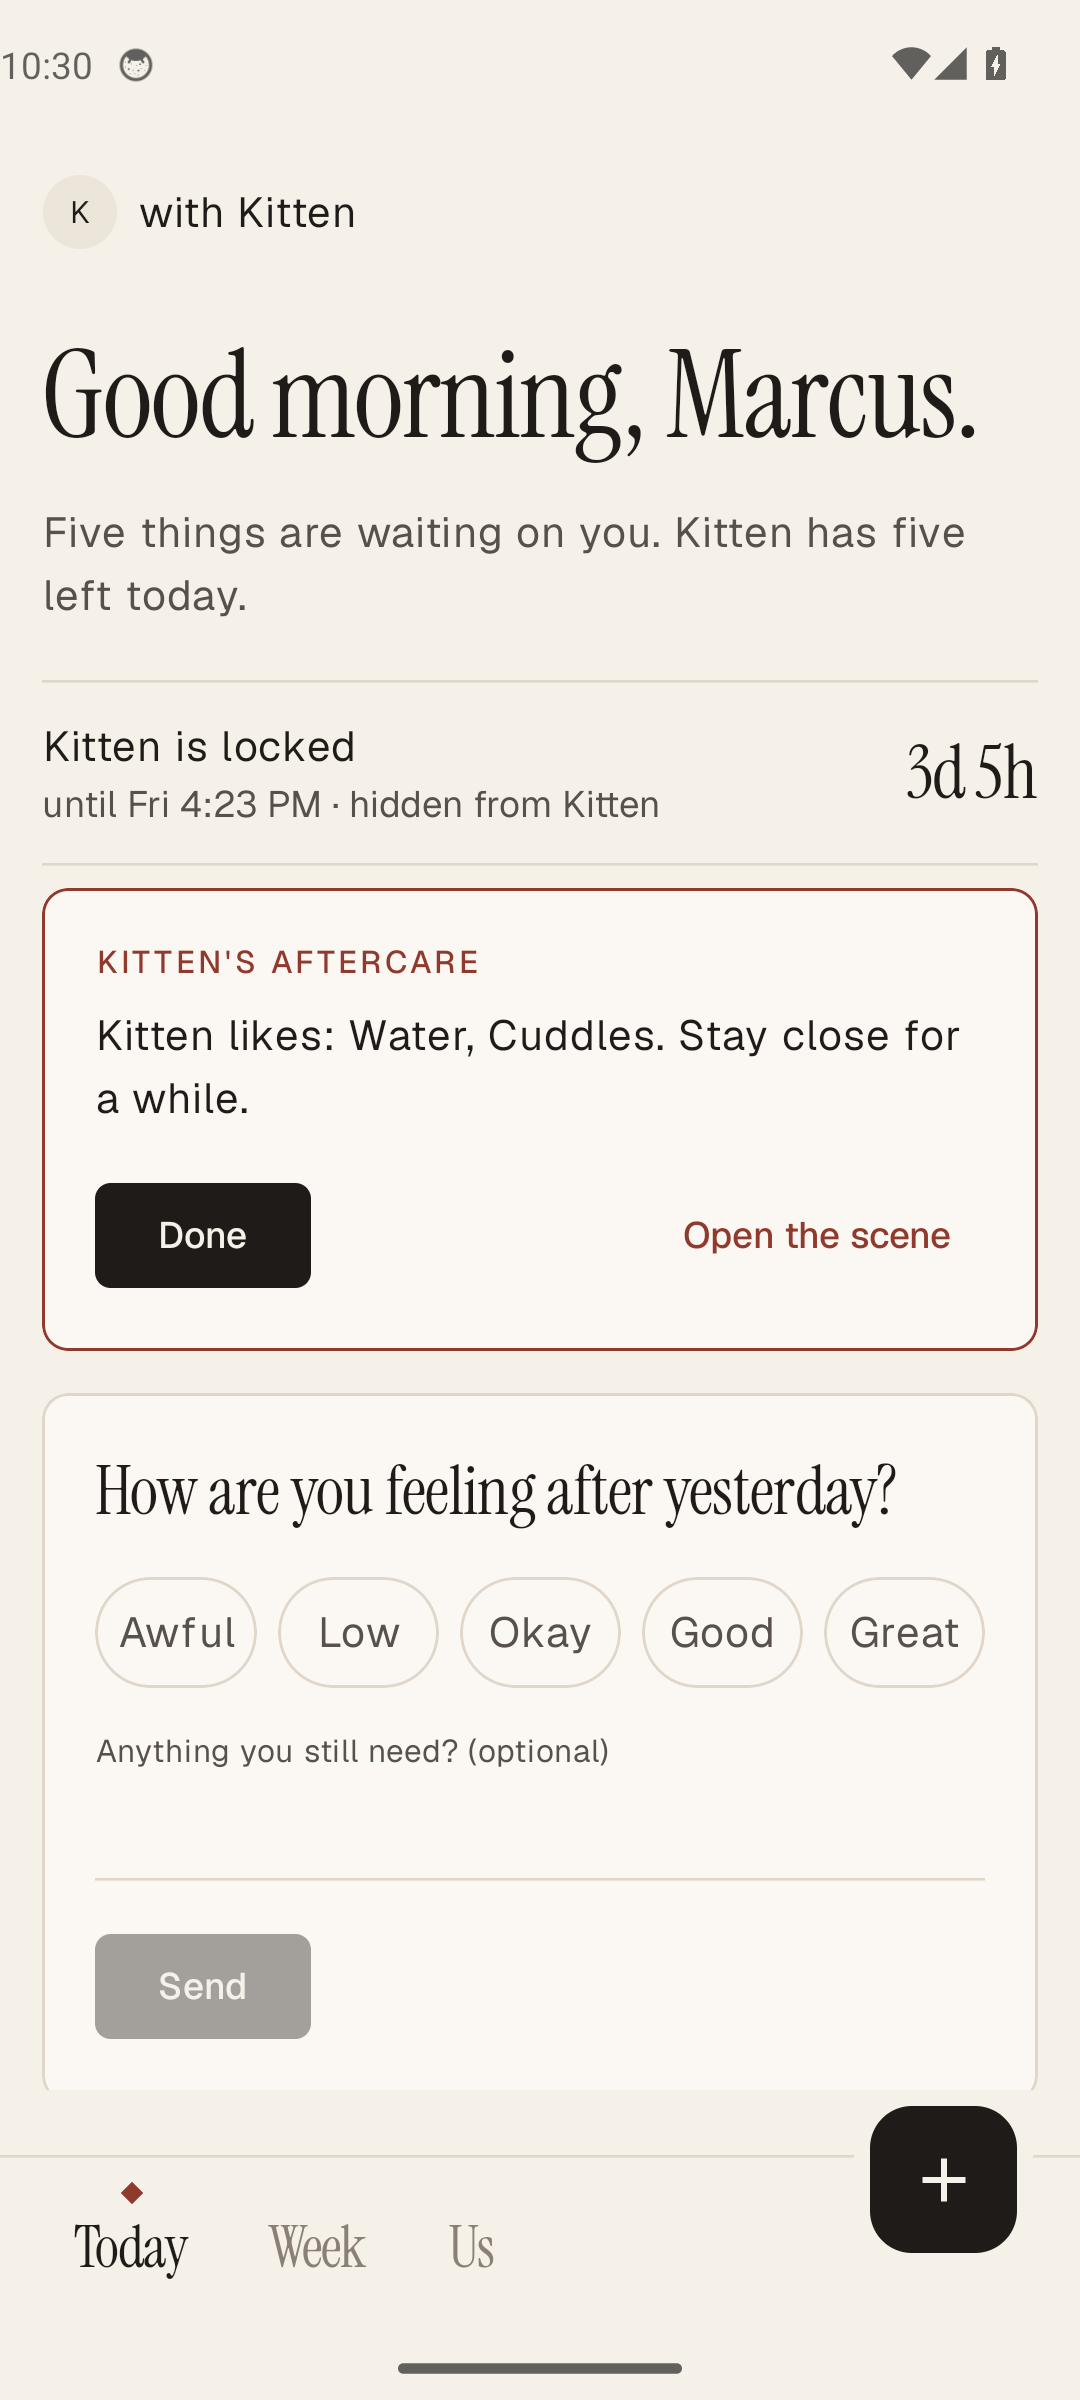 10:30
K
with Kitten
Good morning, Marcus.
Five things are waiting on you. Kitten has five
left today.
Kitten is locked
until Fri 4:23 PM · hidden from Kitten
3d 5h
KITTEN'S AFTERCARE
Kitten likes: Water, Cuddles. Stay close for
a while.
Done
Open the scene
How are you feeling after yesterday?
Awful
Low
Okay
Good
Great
Anything you still need? (optional)
Send
Today
Week
Us